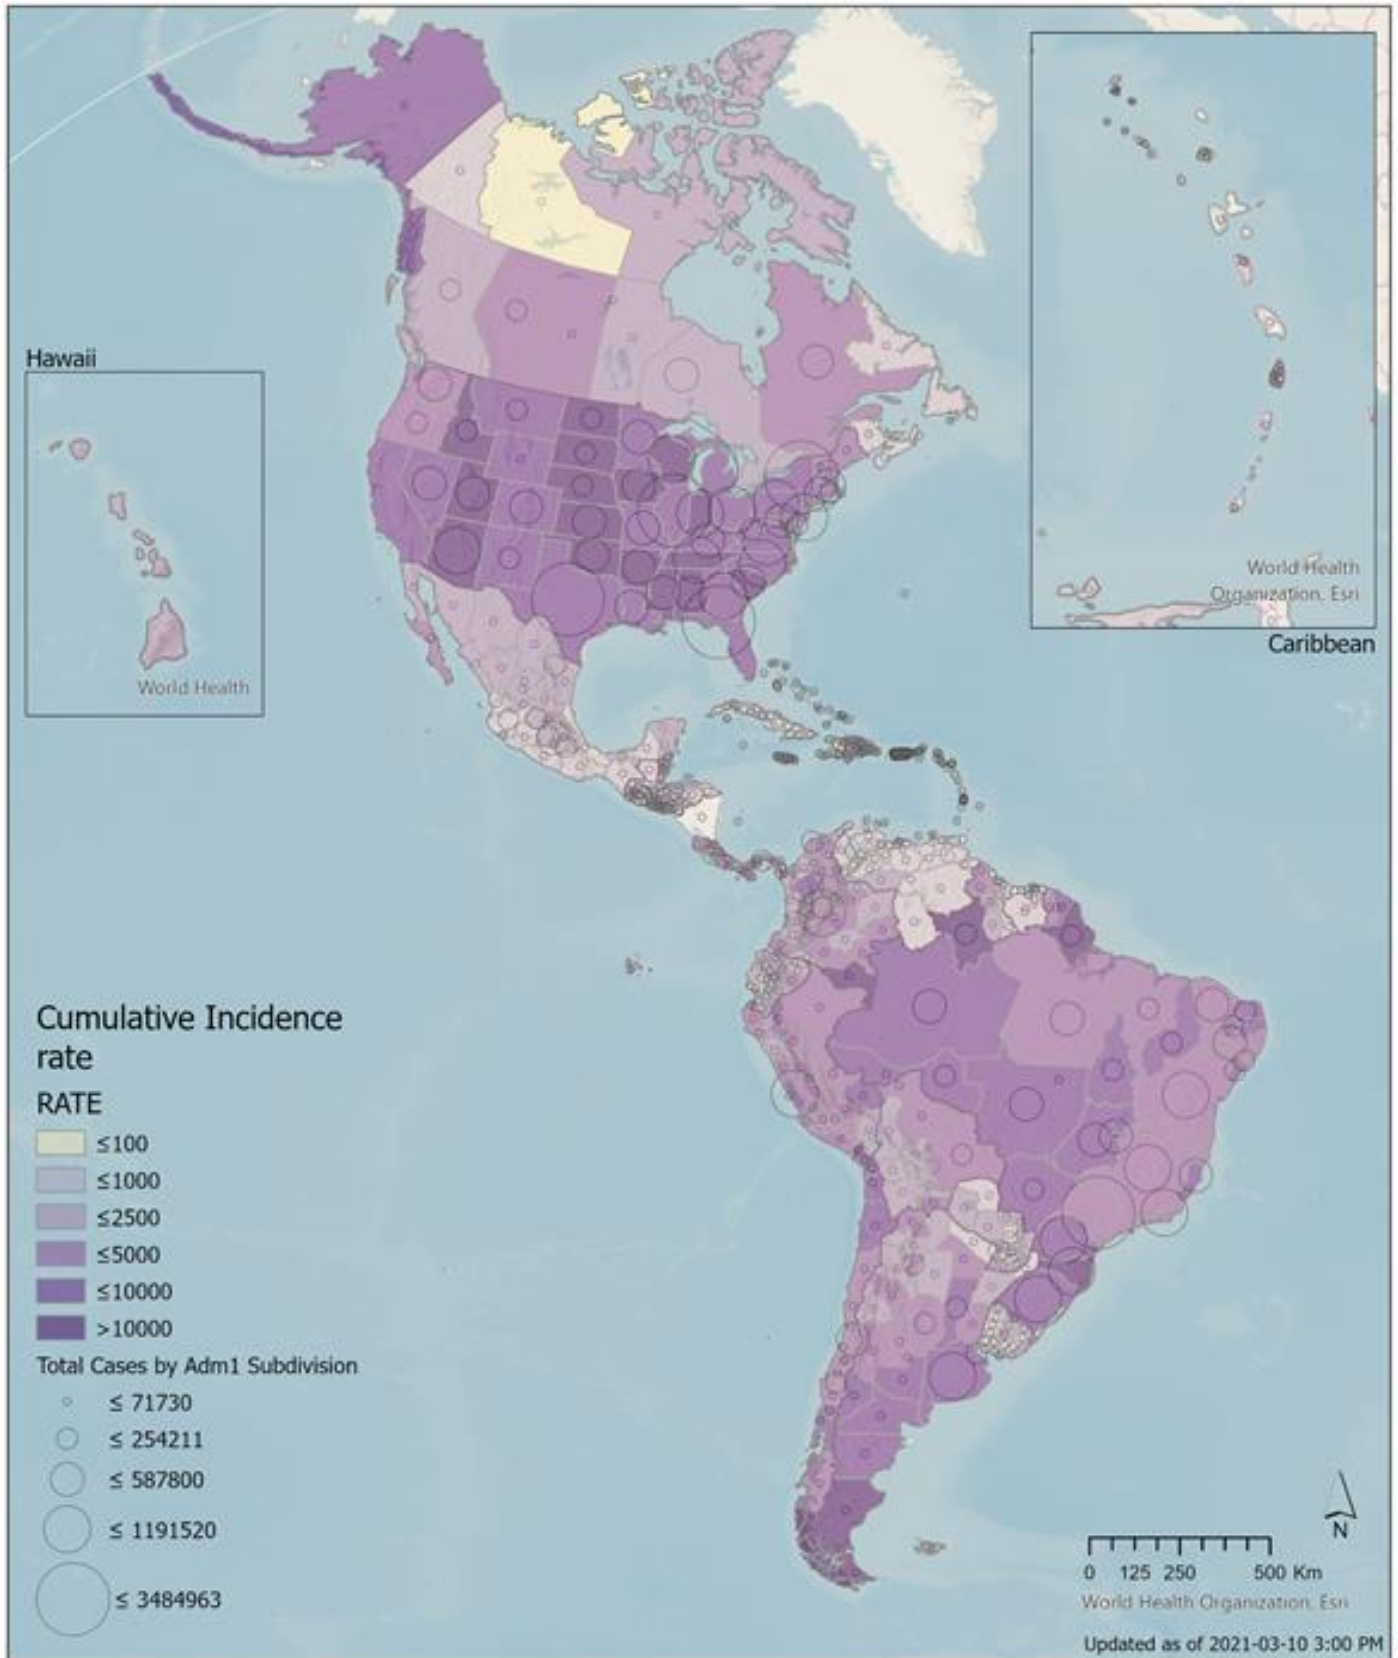 Hawaii
World Health
World Health
Organization, Esri
Caribbean
Cumulative Incidence
rate
RATE
≤100
≤1000
≤2500
≤5000
≤10000
>10000
Total Cases by Adm1 Subdivision
≤ 71730
≤ 254211
≤ 587800
≤ 1191520
≤ 3484963
N
0 125 250 500 Km
World Health Organization, Esri
Updated as of 2021-03-10 3:00 PM